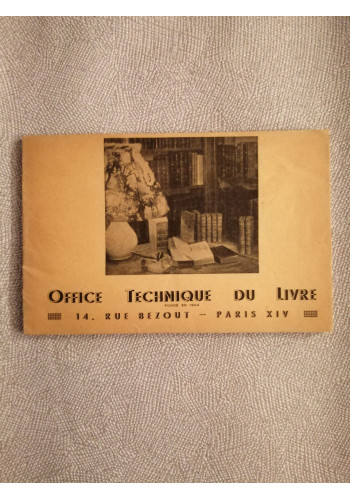 OFFICE TECHNIQUE DU LIVRE
14, RUE BEZOUT — PARIS XIV